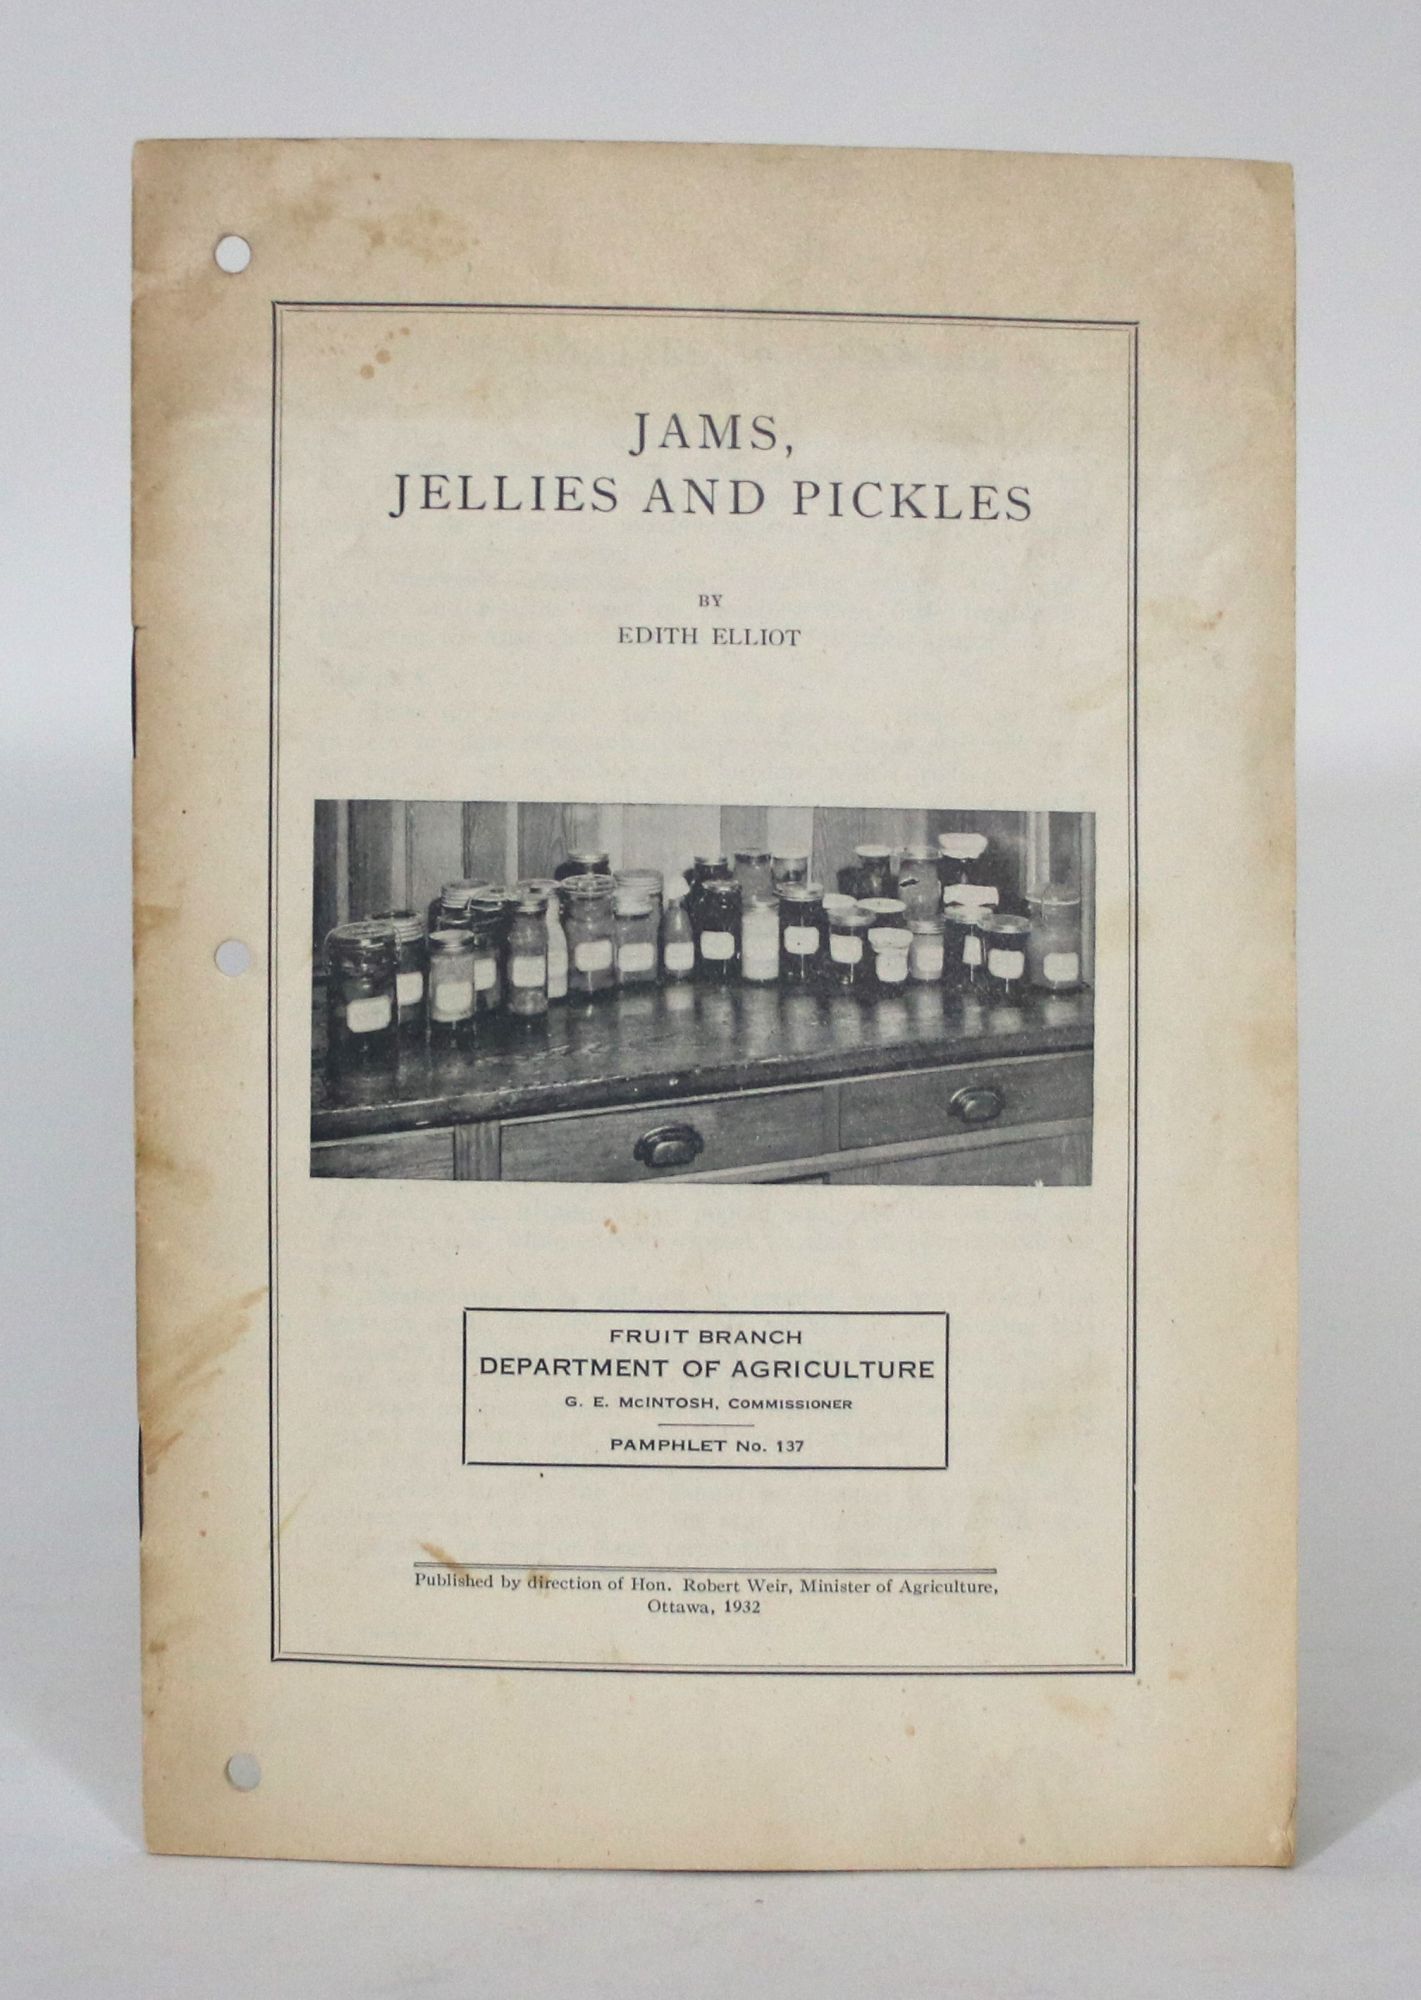 JAMS,
JELLIES AND PICKLES
BY
EDITH ELLIOT
FRUIT BRANCH
DEPARTMENT OF AGRICULTURE
G. E. McINTOSH, COMMISSIONER
PAMPHLET No. 137
Published by direction of Hon. Robert Weir, Minister of Agriculture,
Ottawa, 1932